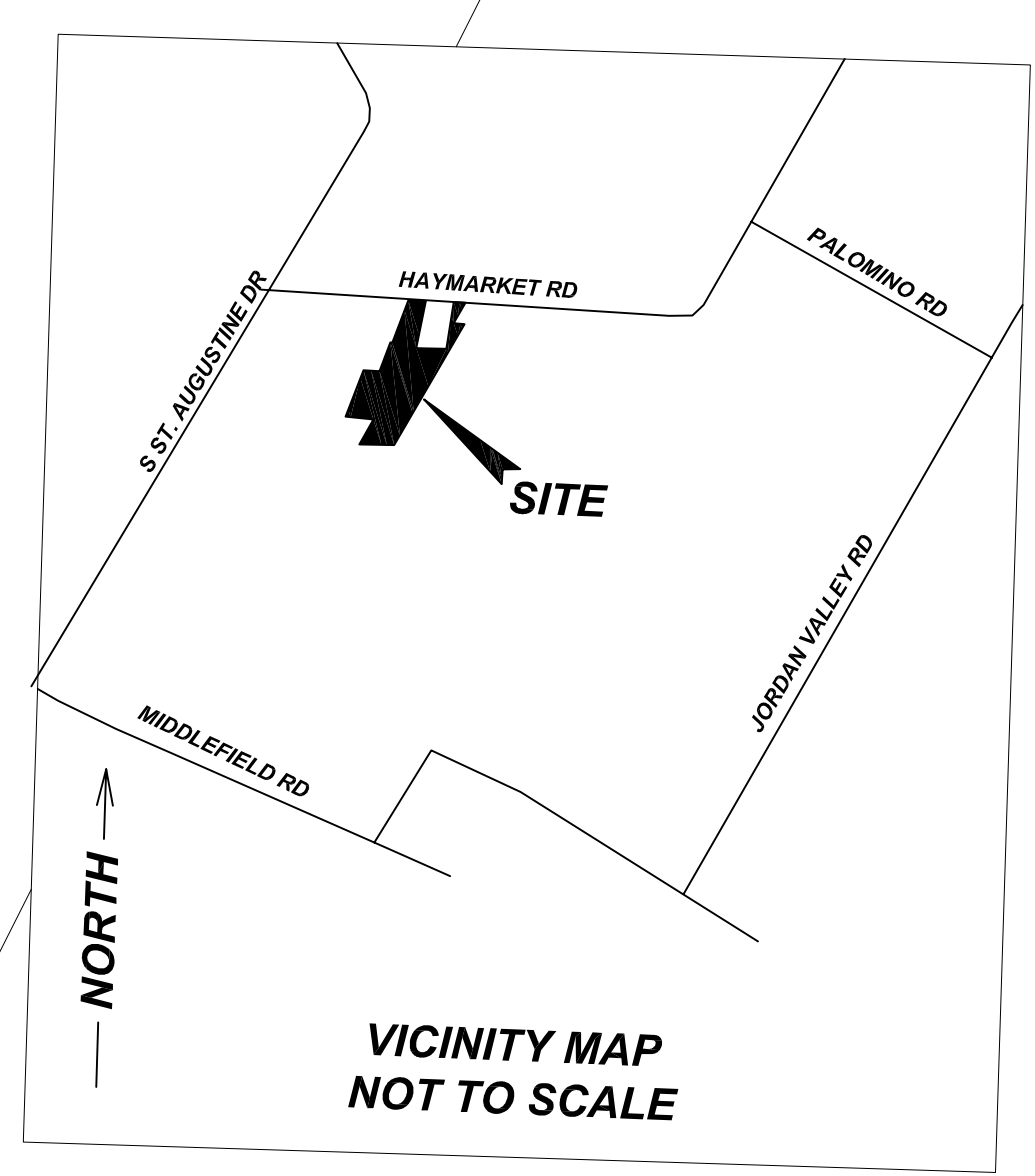 HAYMARKET RD
PALOMINO RD
S ST. AUGUSTINE DR
SITE
JORDAN VALLEY RD
MIDDLEFIELD RD
NORTH
VICINITY MAP
NOT TO SCALE